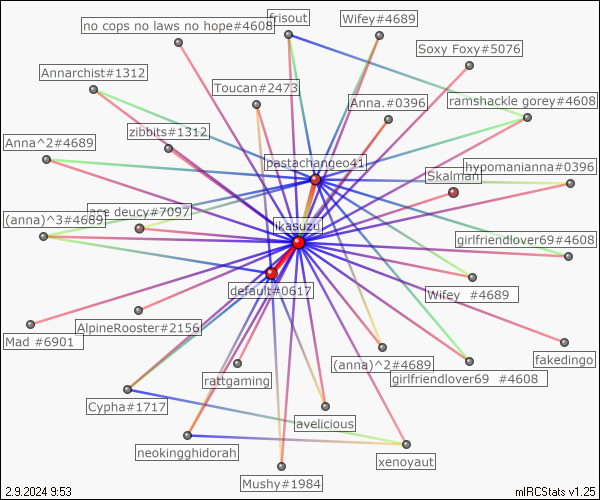 no cops no laws no hope#4608
frisout
Wifey#4689
Soxy Foxy#5076
Annarchist#1312
Toucan#2473
Anna.#0396
ramshackle gorey#4608
zibbits#1312
Anna^2#4689
pastachangeo41
Skalman
hypomanianna#0396
deucy#7097
(anna)^3#4689
ikasuzu
girlfriendlover69#4608
default#0617
Wifey  #4689
AlpineRooster#2156
Mad #6901
(anna)^2#4689
fakedingo
rattgaming
girlfriendlover69  #4608
Cypha#1717
avelicious
neokingghidorah
xenoyaut
Mushy#1984
2.9.2024 9:53
mIRCStats v1.25